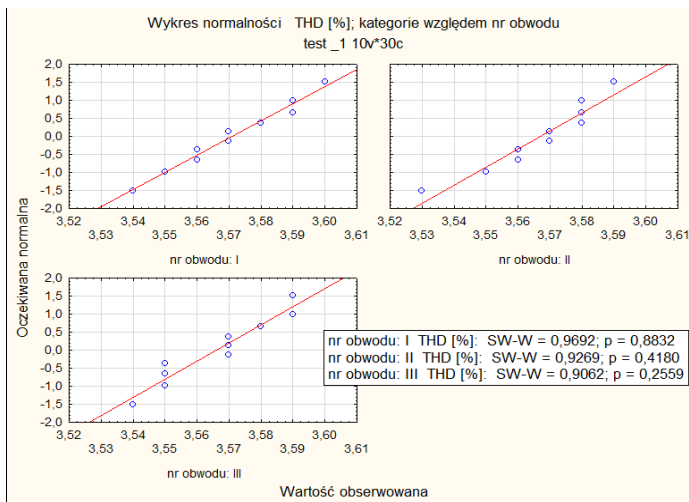 Wykres normalności THD [%]; kategorie względem nr obwodu
test _1 10v*30c
Oczekiwana normalna
2,0
1,5
1,0
0,5
0,0
-0,5
-1,0
-1,5
-2,0
3,52 3,54 3,56 3,58 3,60
3,53 3,55 3,57 3,59 3,61
nr obwodu: I
3,52 3,54 3,56 3,58 3,60
3,53 3,55 3,57 3,59 3,61
nr obwodu: II
2,0
1,5
1,0
0,5
0,0
-0,5
-1,0
-1,5
-2,0
3,52 3,54 3,56 3,58 3,60
3,53 3,55 3,57 3,59 3,61
nr obwodu: III
nr obwodu: I THD [%]: SW-W = 0,9692; p = 0,8832
nr obwodu: II THD [%]: SW-W = 0,9269; p = 0,4180
nr obwodu: III THD [%]: SW-W = 0,9062; p = 0,2559
Wartość obserwowana